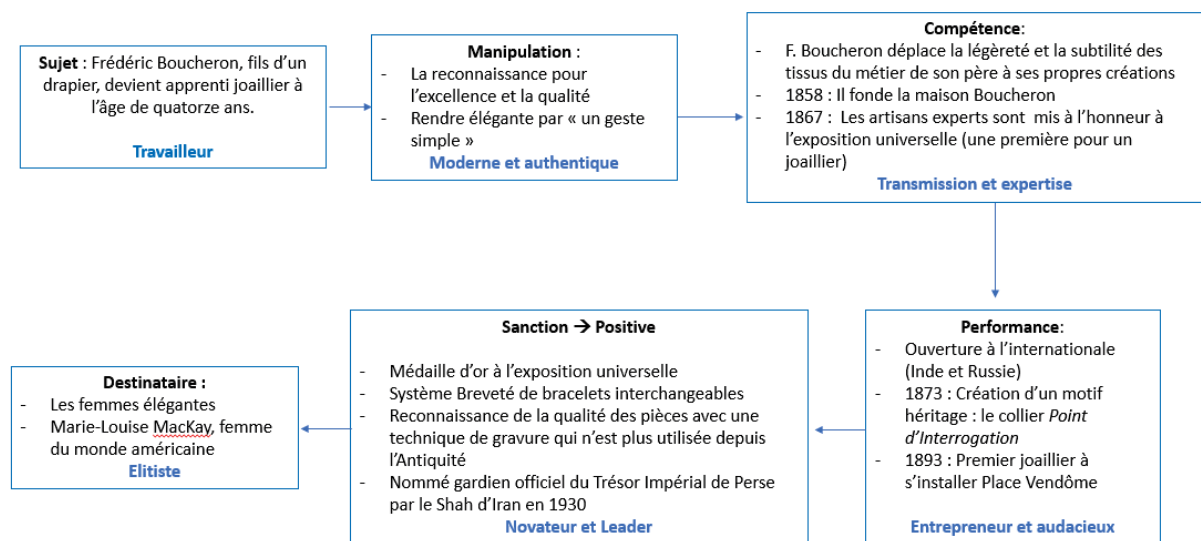 Sujet : Frédéric Boucheron, fils d’un
drapier, devient apprenti joaillier à
l’âge de quatorze ans.
Travailleur
Manipulation :
- La reconnaissance pour
l’excellence et la qualité
- Rendre élégante par « un geste
simple »
Moderne et authentique
Compétence:
- F. Boucheron déplace la légèreté et la subtilité des
tissus du métier de son père à ses propres créations
- 1858 : Il fonde la maison Boucheron
- 1867 : Les artisans experts sont mis à l’honneur à
l’exposition universelle (une première pour un
joaillier)
Transmission et expertise
Performance:
- Ouverture à l’internationale
(Inde et Russie)
- 1873 : Création d’un motif
héritage : le collier Point
d’Interrogation
- 1893 : Premier joaillier à
s’installer Place Vendôme
Entrepreneur et audacieux
Sanction → Positive
- Médaille d’or à l’exposition universelle
- Système Breveté de bracelets interchangeables
- Reconnaissance de la qualité des pièces avec une
technique de gravure qui n’est plus utilisée depuis
l’Antiquité
- Nommé gardien officiel du Trésor Impérial de Perse
par le Shah d’Iran en 1930
Novateur et Leader
Destinataire :
- Les femmes élégantes
- Marie-Louise MacKay, femme
du monde américaine
Elitiste